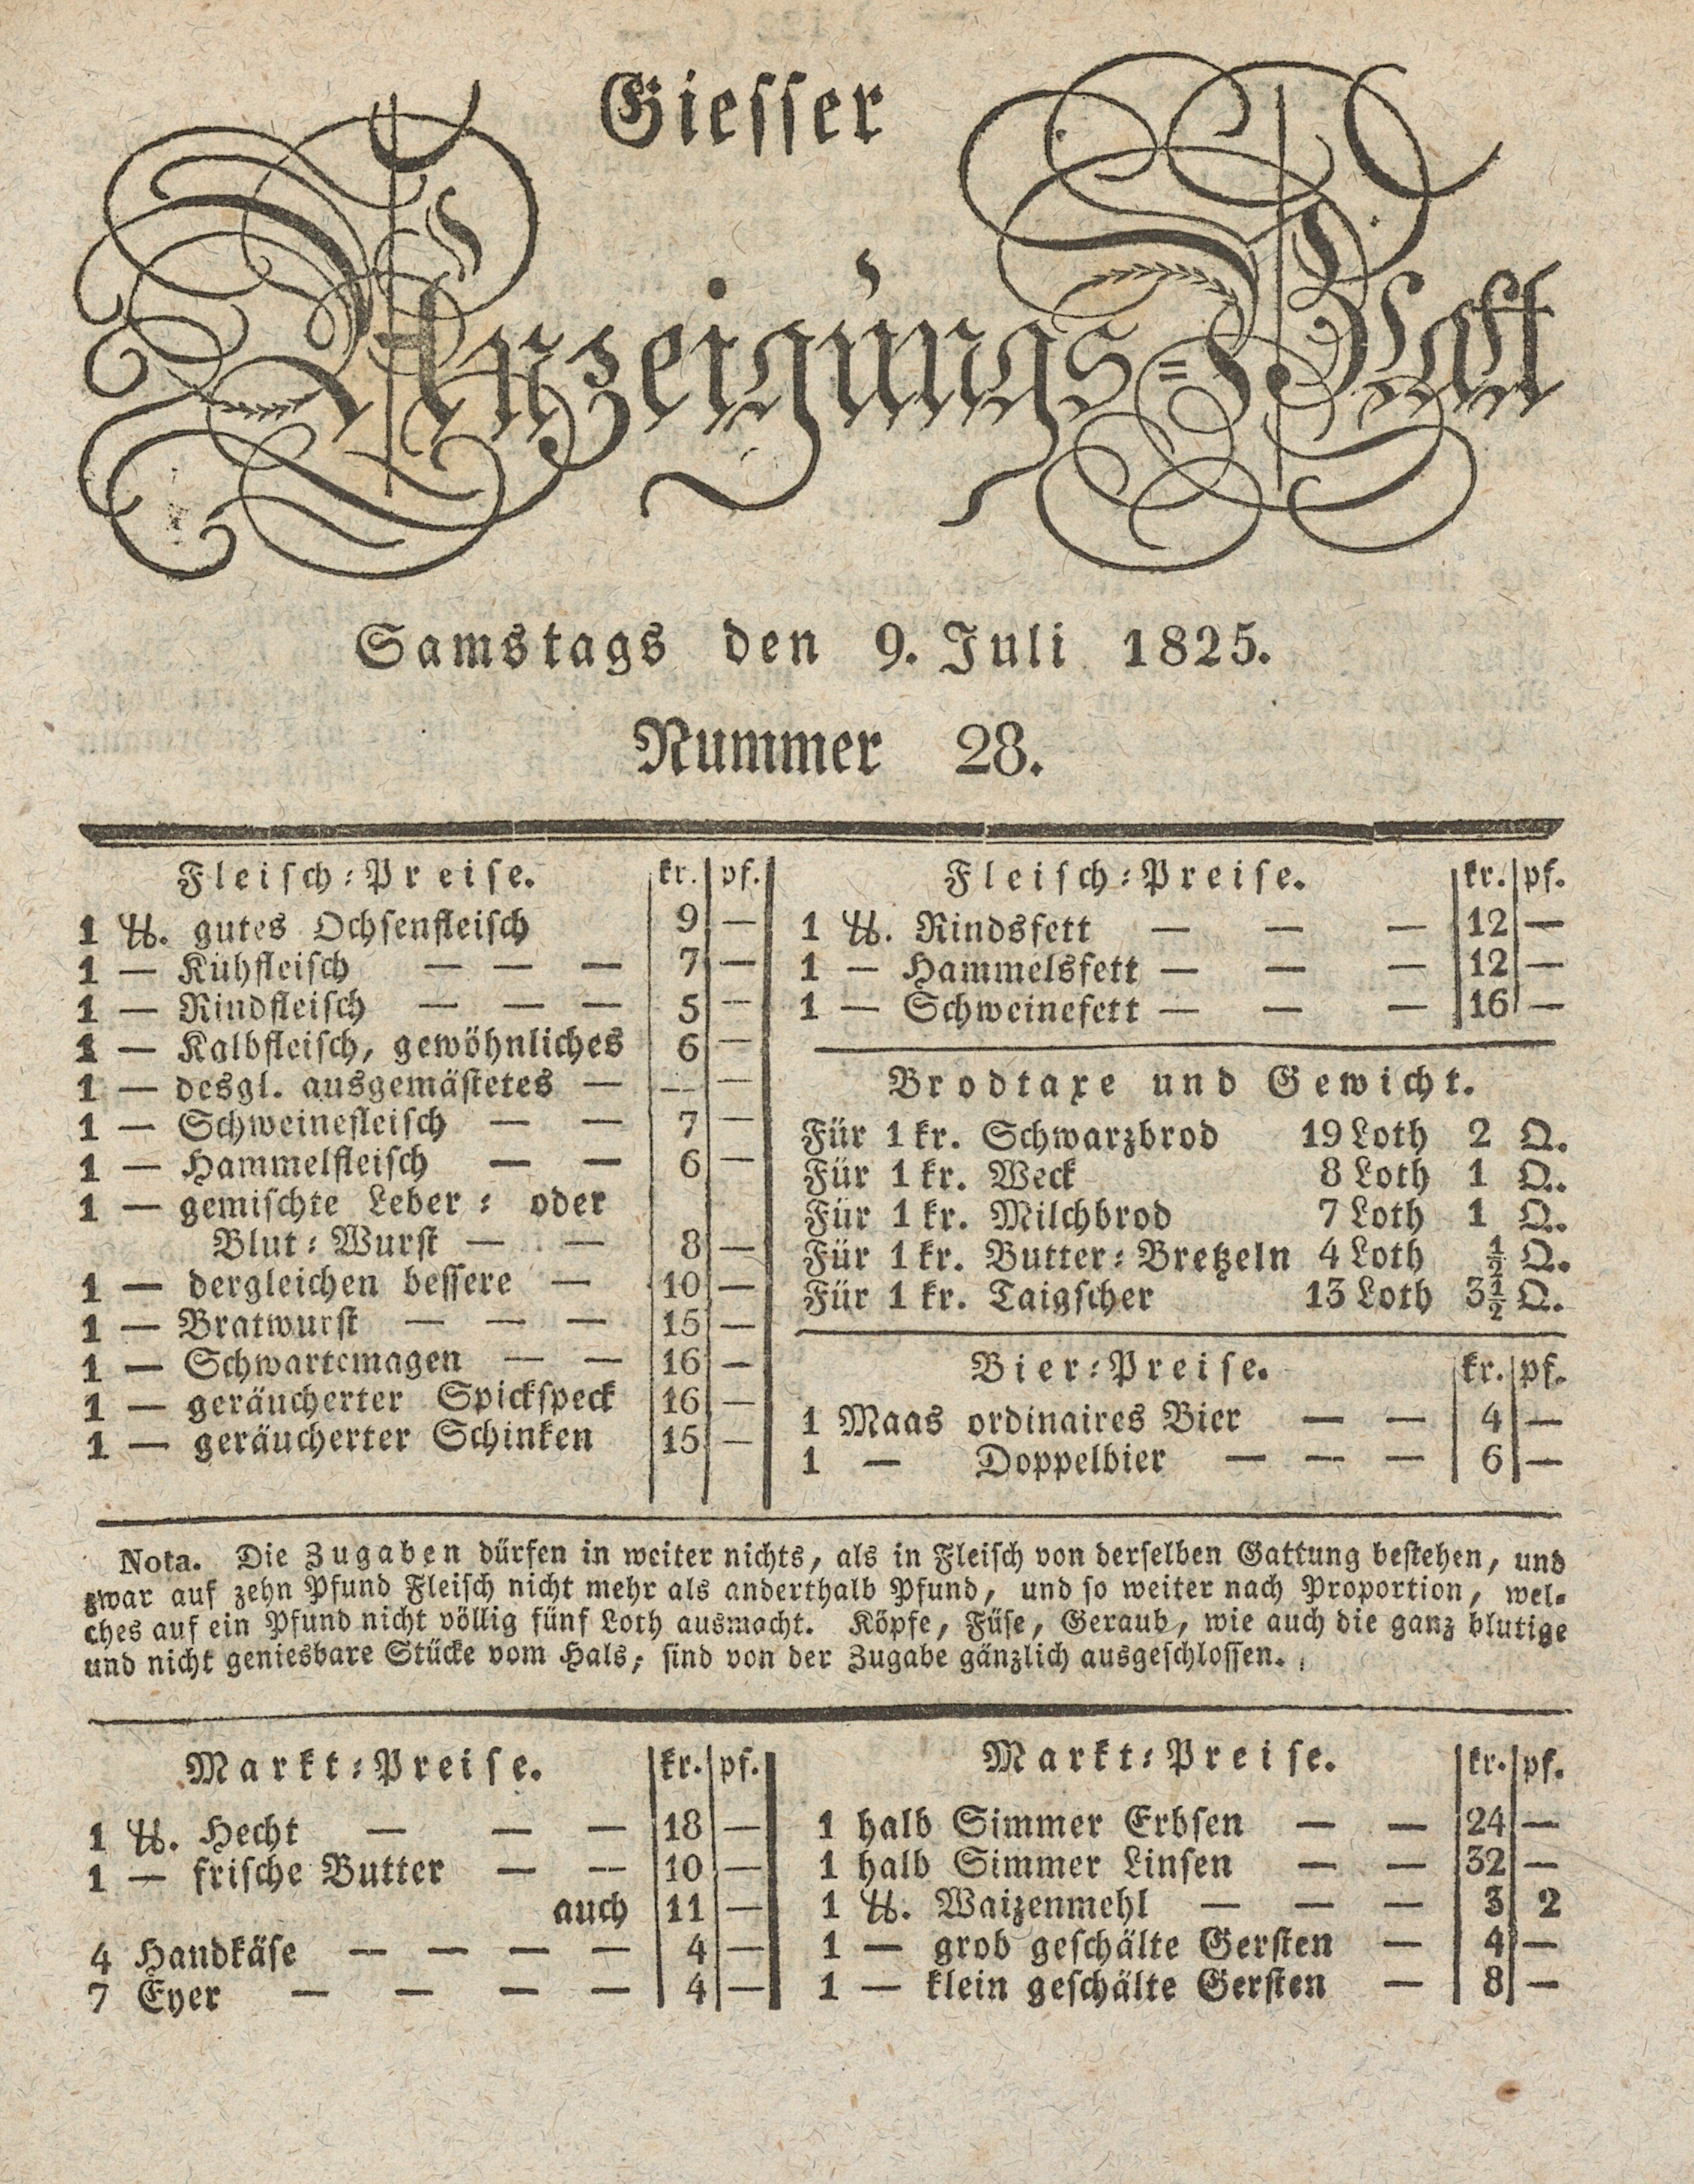 Giesser
Anzeigungs-Blatt
Samstags den 9. Juli 1825.
Nummer 28.
Fleisch-Preise. kr. pf.
1 ℔. gutes Ochsenfleisch 9 —
1 — Kühfleisch — — — 7 —
1 — Rindfleisch — — — 5 —
1 — Kalbfleisch, gewöhnliches 6 —
1 — desgl. ausgemästetes — — —
1 — Schweinefleisch — — 7 —
1 — Hammelfleisch — — 6 —
1 — gemischte Leber- oder
Blut-Wurst — — 8 —
1 — dergleichen bessere — 10 —
1 — Bratwurst — — — 15 —
1 — Schwartemagen — — 16 —
1 — geräucherter Spickspeck 16 —
1 — geräucherter Schinken 15 —
Fleisch-Preise. kr. pf.
1 ℔. Rindsfett — — — 12 —
1 — Hammelsfett — — — 12 —
1 — Schweinefett — — — 16 —
Brodtaxe und Gewicht.
Für 1 kr. Schwarzbrod 19 Loth 2 Q.
Für 1 kr. Weck 8 Loth 1 Q.
Für 1 kr. Milchbrod 7 Loth 1 Q.
Für 1 kr. Butter-Bretzeln 4 Loth ½ Q.
Für 1 kr. Taigscher 13 Loth 3½ Q.
Bier-Preise. kr. pf.
1 Maas ordinaires Bier — — 4 —
1 — Doppelbier — — — 6 —
Nota. Die Zugaben dürfen in weiter nichts, als in Fleisch von derselben Gattung bestehen, und
zwar auf zehn Pfund Fleisch nicht mehr als anderthalb Pfund, und so weiter nach Proportion, wel-
ches auf ein Pfund nicht völlig fünf Loth ausmacht. Köpfe, Füse, Geraub, wie auch die ganz blutige
und nicht geniesbare Stücke vom Hals, sind von der Zugabe gänzlich ausgeschlossen.
Markt-Preise. kr. pf.
1 ℔. Hecht — — — 18 —
1 — frische Butter — — 10 —
auch 11 —
4 Handkäse — — — — 4 —
7 Eyer — — — — 4 —
Markt-Preise. kr. pf.
1 halb Simmer Erbsen — — 24 —
1 halb Simmer Linsen — — 32 —
1 ℔. Waizenmehl — — — 3 2
1 — grob geschälte Gersten — 4 —
1 — klein geschälte Gersten — 8 —